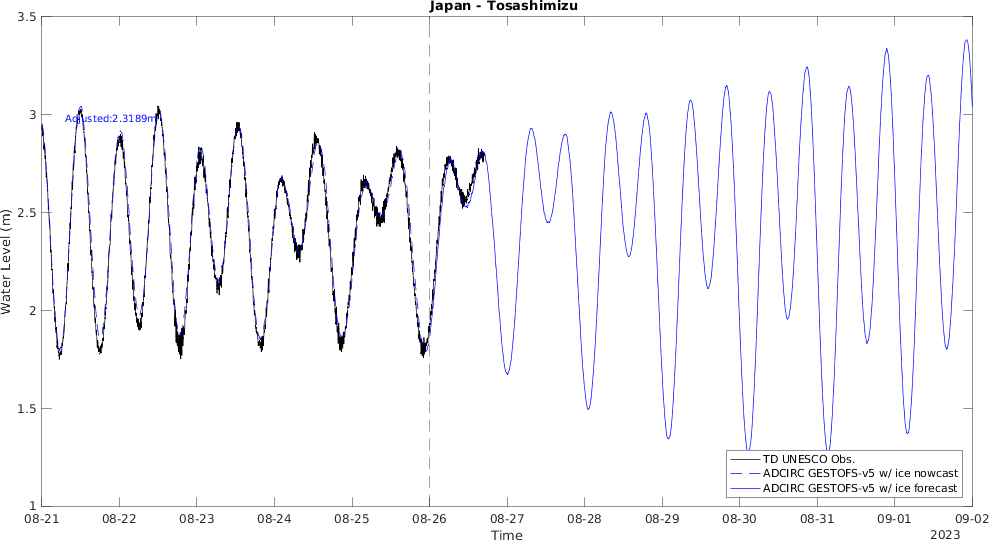 Japan - Tosashimizu
Water Level (m)
3.5
3
2.5
2
1.5
1
Adjusted:2.3189m
TD UNESCO Obs.
ADCIRC GESTOFS-v5 w/ ice nowcast
ADCIRC GESTOFS-v5 w/ ice forecast
08-21 08-22 08-23 08-24 08-25 08-26 08-27 08-28 08-29 08-30 08-31 09-01 09-02
Time
2023